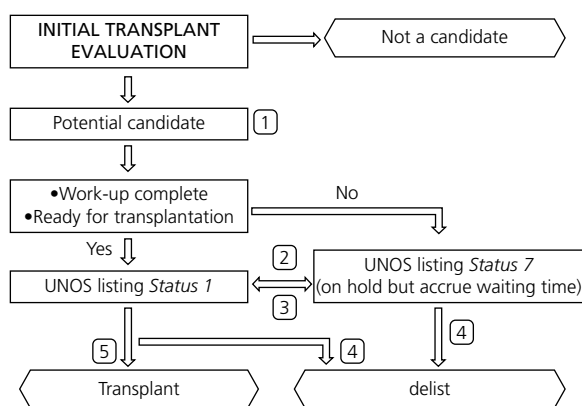 INITIAL TRANSPLANT
EVALUATION
Not a candidate
Potential candidate
1
•Work-up complete
•Ready for transplantation
No
Yes
2
UNOS listing Status 1
UNOS listing Status 7
(on hold but accrue waiting time)
3
5
4
4
Transplant
delist